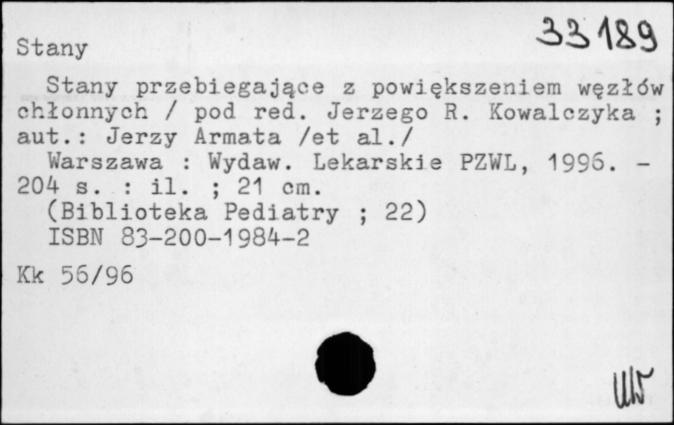 33189
Stany
Stany przebiegające z powiększeniem węzłów
chłonnych / pod red. Jerzego R. Kowalczyka ;
aut.: Jerzy Armata /et al./
Warszawa : Wydaw. Lekarskie PZWL, 1996. -
204 s. : il. ; 21 cm.
(Biblioteka Pediatry ; 22)
ISBN 83-200-1984-2
Kk 56/96